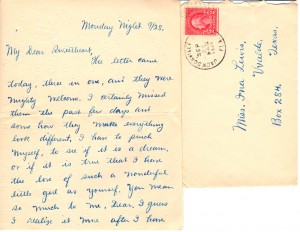 Monday Night 9/28.
My Dear Sweetheart,
The letter came
today, three in one, and they were
mighty welcome. I certainly missed
them the past few days and
some how they make everything
look different. I have to pinch
myself, to see if it is a dream,
or if it is true that I have
the love of such a wonderful
little girl as yourself. You mean
so much to me, Dear, I guess
I realize it more after I have
Miss. Ima Lewis,
Texas.
Box 284.